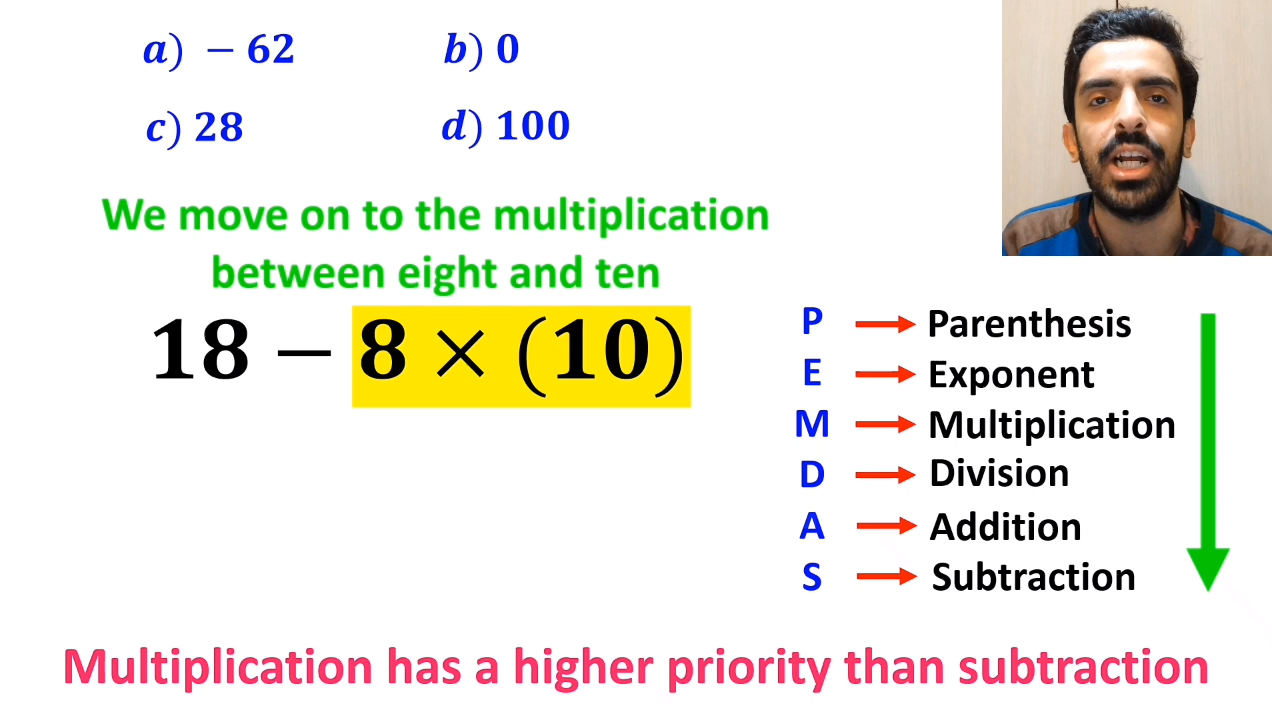 a) − 62
b) 0
c) 28
d) 100
We move on to the multiplication
between eight and ten
18 − 8 × (10)
P → Parenthesis
E → Exponent
M → Multiplication
D → Division
A → Addition
S → Subtraction
Multiplication has a higher priority than subtraction